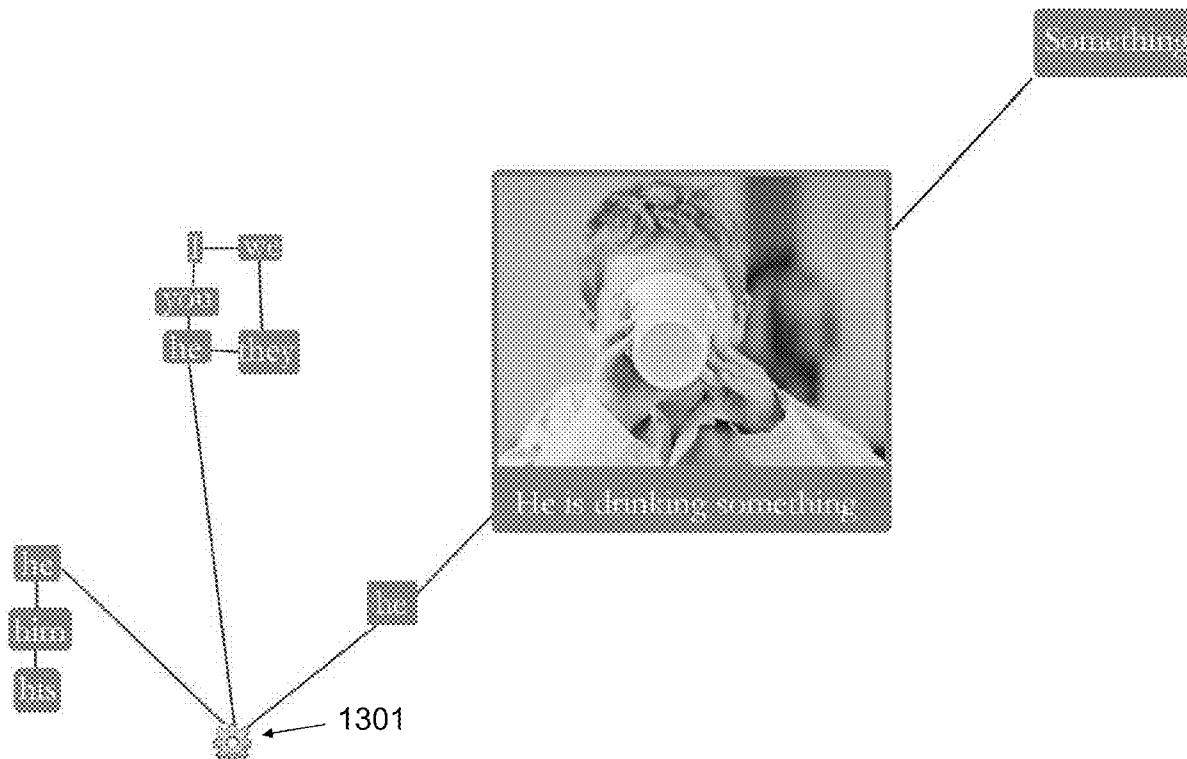 Something
I
we
you
he
they
He is drinking something
he
he
him
his
1301